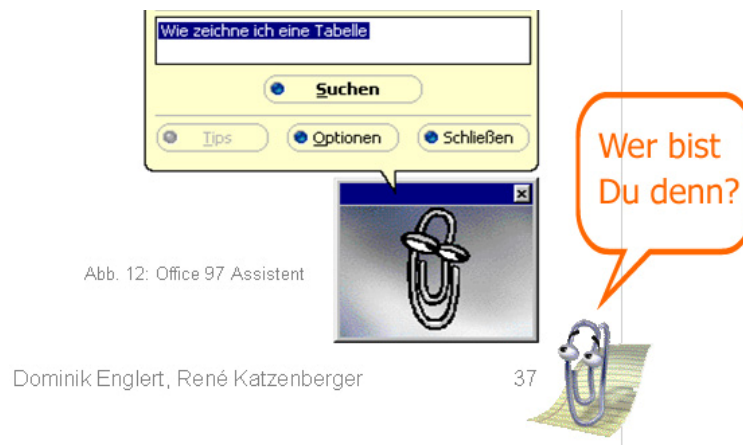 Wie zeichne ich eine Tabelle
Suchen
Tips Optionen Schließen
Wer bist
Du denn?
Abb. 12: Office 97 Assistent
Dominik Englert, René Katzenberger 37